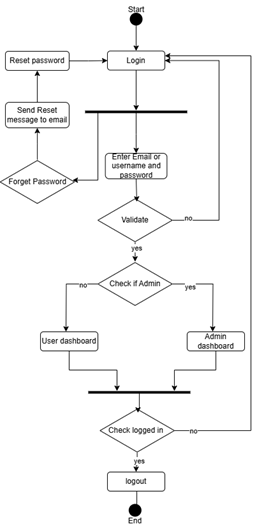 Start
Reset password
Login
Send Reset
message to email
Enter Email or
username and
password
Forget Password
Validate
no
yes
Check if Admin
no
yes
User dashboard
Admin
dashboard
Check logged in
no
yes
logout
End